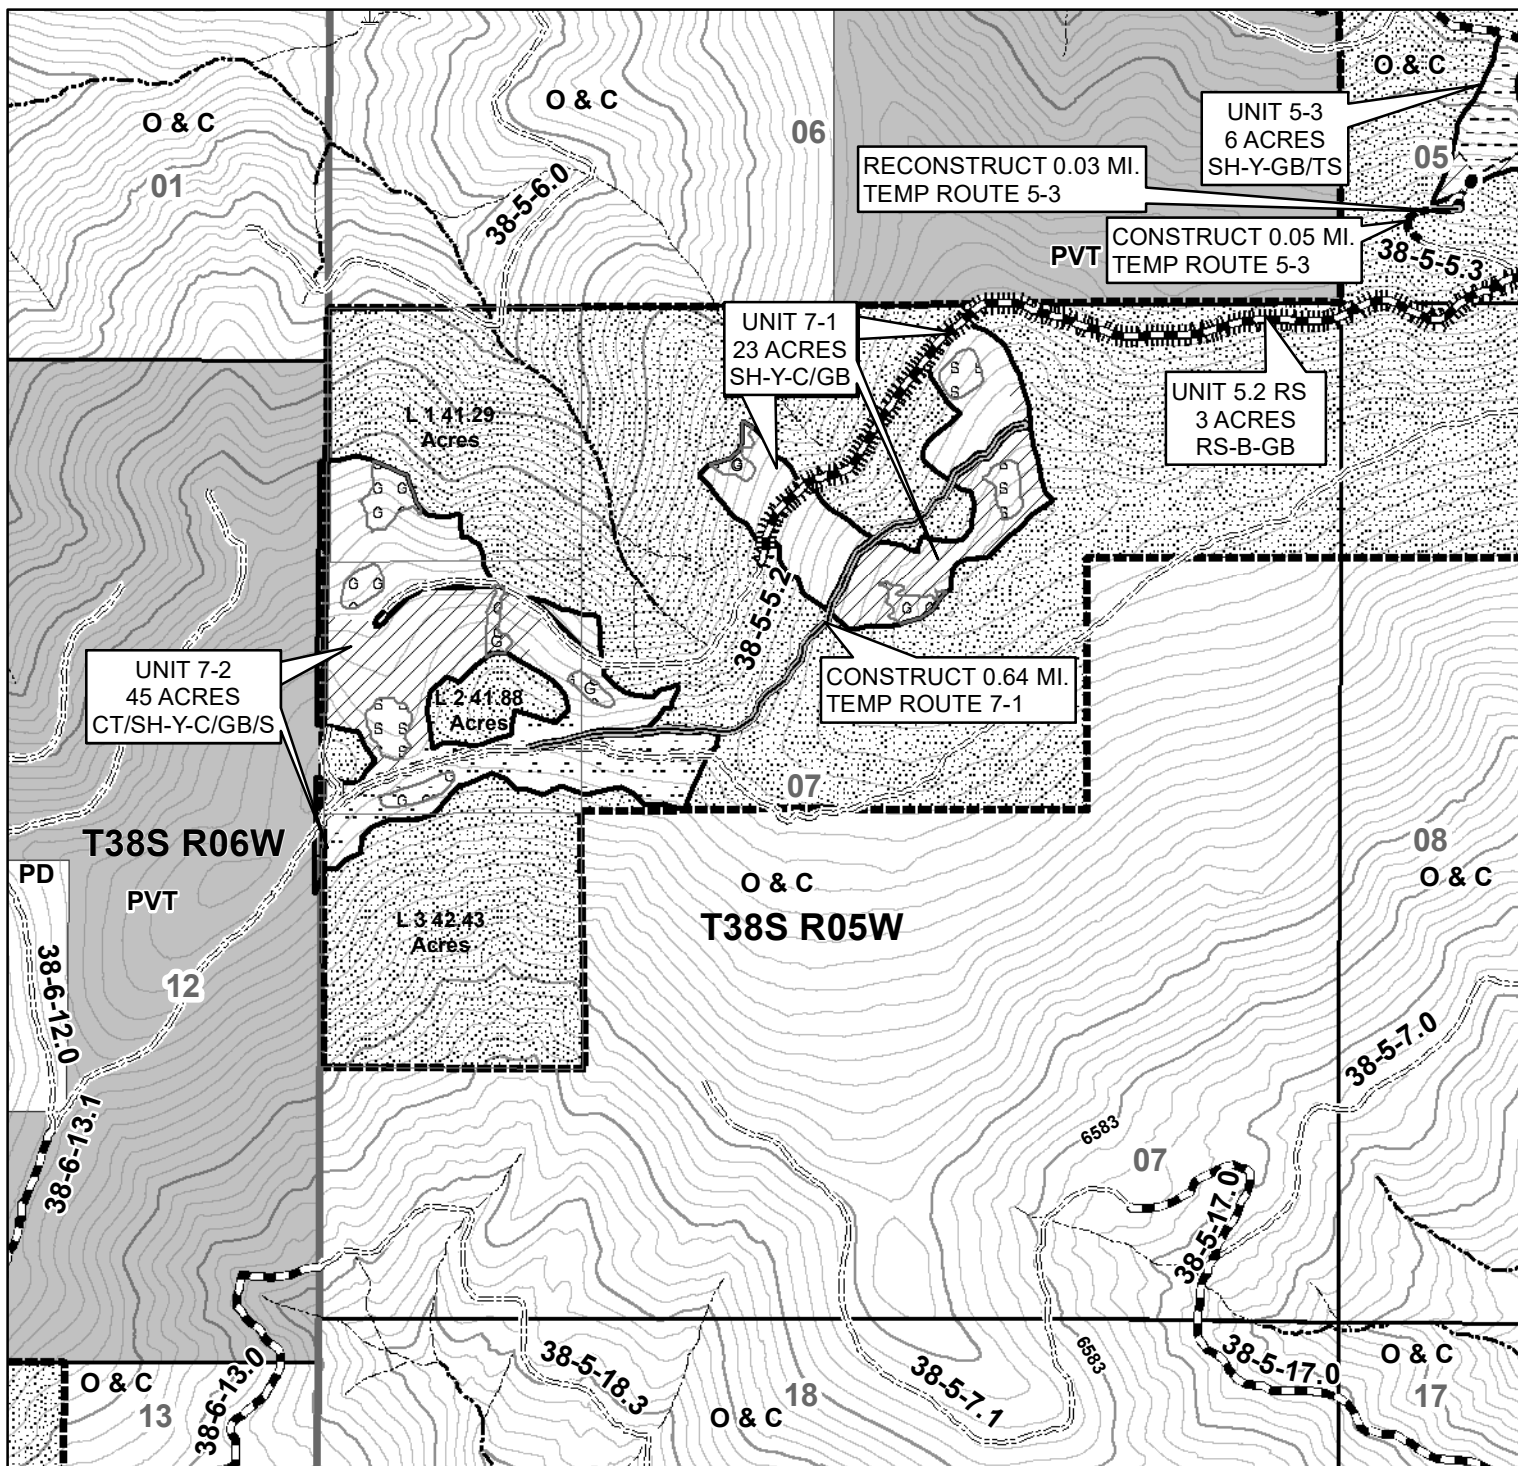 O & C
O & C
06
O & C
UNIT 5-3
6 ACRES
SH-Y-GB/TS
05
01
38-5-6.0
RECONSTRUCT 0.03 MI.
TEMP ROUTE 5-3
CONSTRUCT 0.05 MI.
TEMP ROUTE 5-3
PVT
38-5-5.3
UNIT 7-1
23 ACRES
SH-Y-C/GB
UNIT 5.2 RS
3 ACRES
RS-B-GB
L 1 41.29
Acres
S S
S
G
G G
G
S
S
S
G G
G G
G
38-5-5.2
UNIT 7-2
45 ACRES
CT/SH-Y-C/GB/S
G
G
L 2 41.88
Acres
CONSTRUCT 0.64 MI.
TEMP ROUTE 7-1
S S
S S
S
G
G G
07
T38S R06W
08
O & C
PD
PVT
O & C
T38S R05W
L 3 42.43
Acres
38-6-12.0
12
38-5-7.0
38-6-13.1
6583
07
38-5-17.0
38-6-13.0
O & C
13
38-5-18.3
18
O & C
38-5-7.1
6583
38-5-17.0
O & C
17